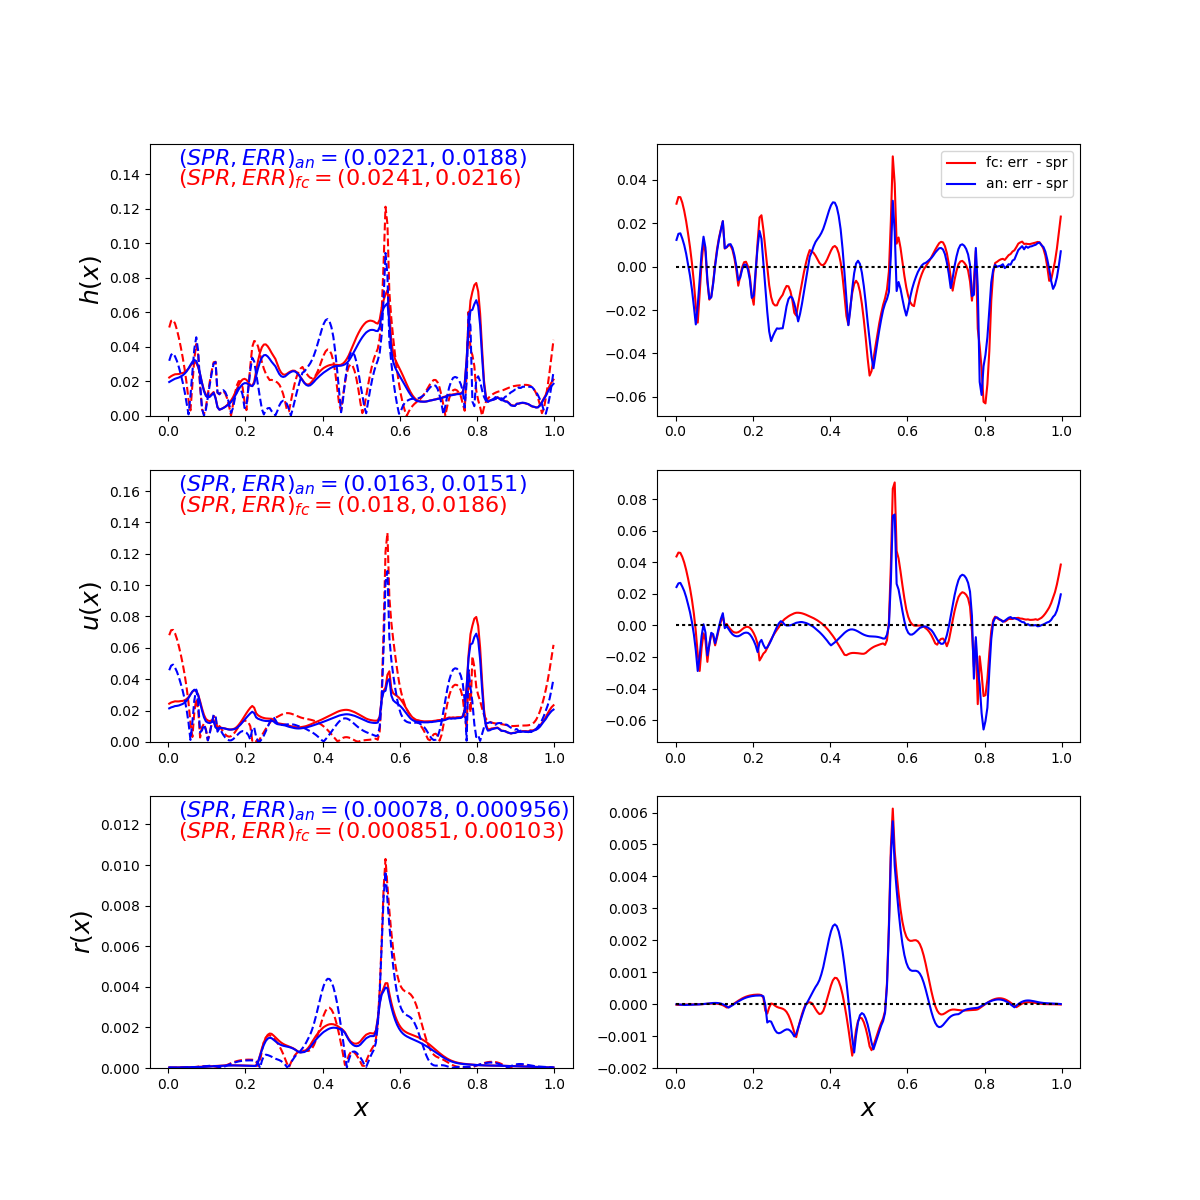 (SPR, ERR)an = (0.0221, 0.0188)
(SPR, ERR)fc = (0.0241, 0.0216)
h(x)
0.14
0.12
0.10
0.08
0.06
0.04
0.02
0.00
0.0 0.2 0.4 0.6 0.8 1.0
fc: err  - spr
an: err - spr
0.04
0.02
0.00
−0.02
−0.04
−0.06
0.0 0.2 0.4 0.6 0.8 1.0
(SPR, ERR)an = (0.0163, 0.0151)
(SPR, ERR)fc = (0.018, 0.0186)
u(x)
0.16
0.14
0.12
0.10
0.08
0.06
0.04
0.02
0.00
0.0 0.2 0.4 0.6 0.8 1.0
0.08
0.06
0.04
0.02
0.00
−0.02
−0.04
−0.06
0.0 0.2 0.4 0.6 0.8 1.0
(SPR, ERR)an = (0.00078, 0.000956)
(SPR, ERR)fc = (0.000851, 0.00103)
r(x)
0.012
0.010
0.008
0.006
0.004
0.002
0.000
0.0 0.2 0.4 0.6 0.8 1.0
x
0.006
0.005
0.004
0.003
0.002
0.001
0.000
−0.001
−0.002
0.0 0.2 0.4 0.6 0.8 1.0
x